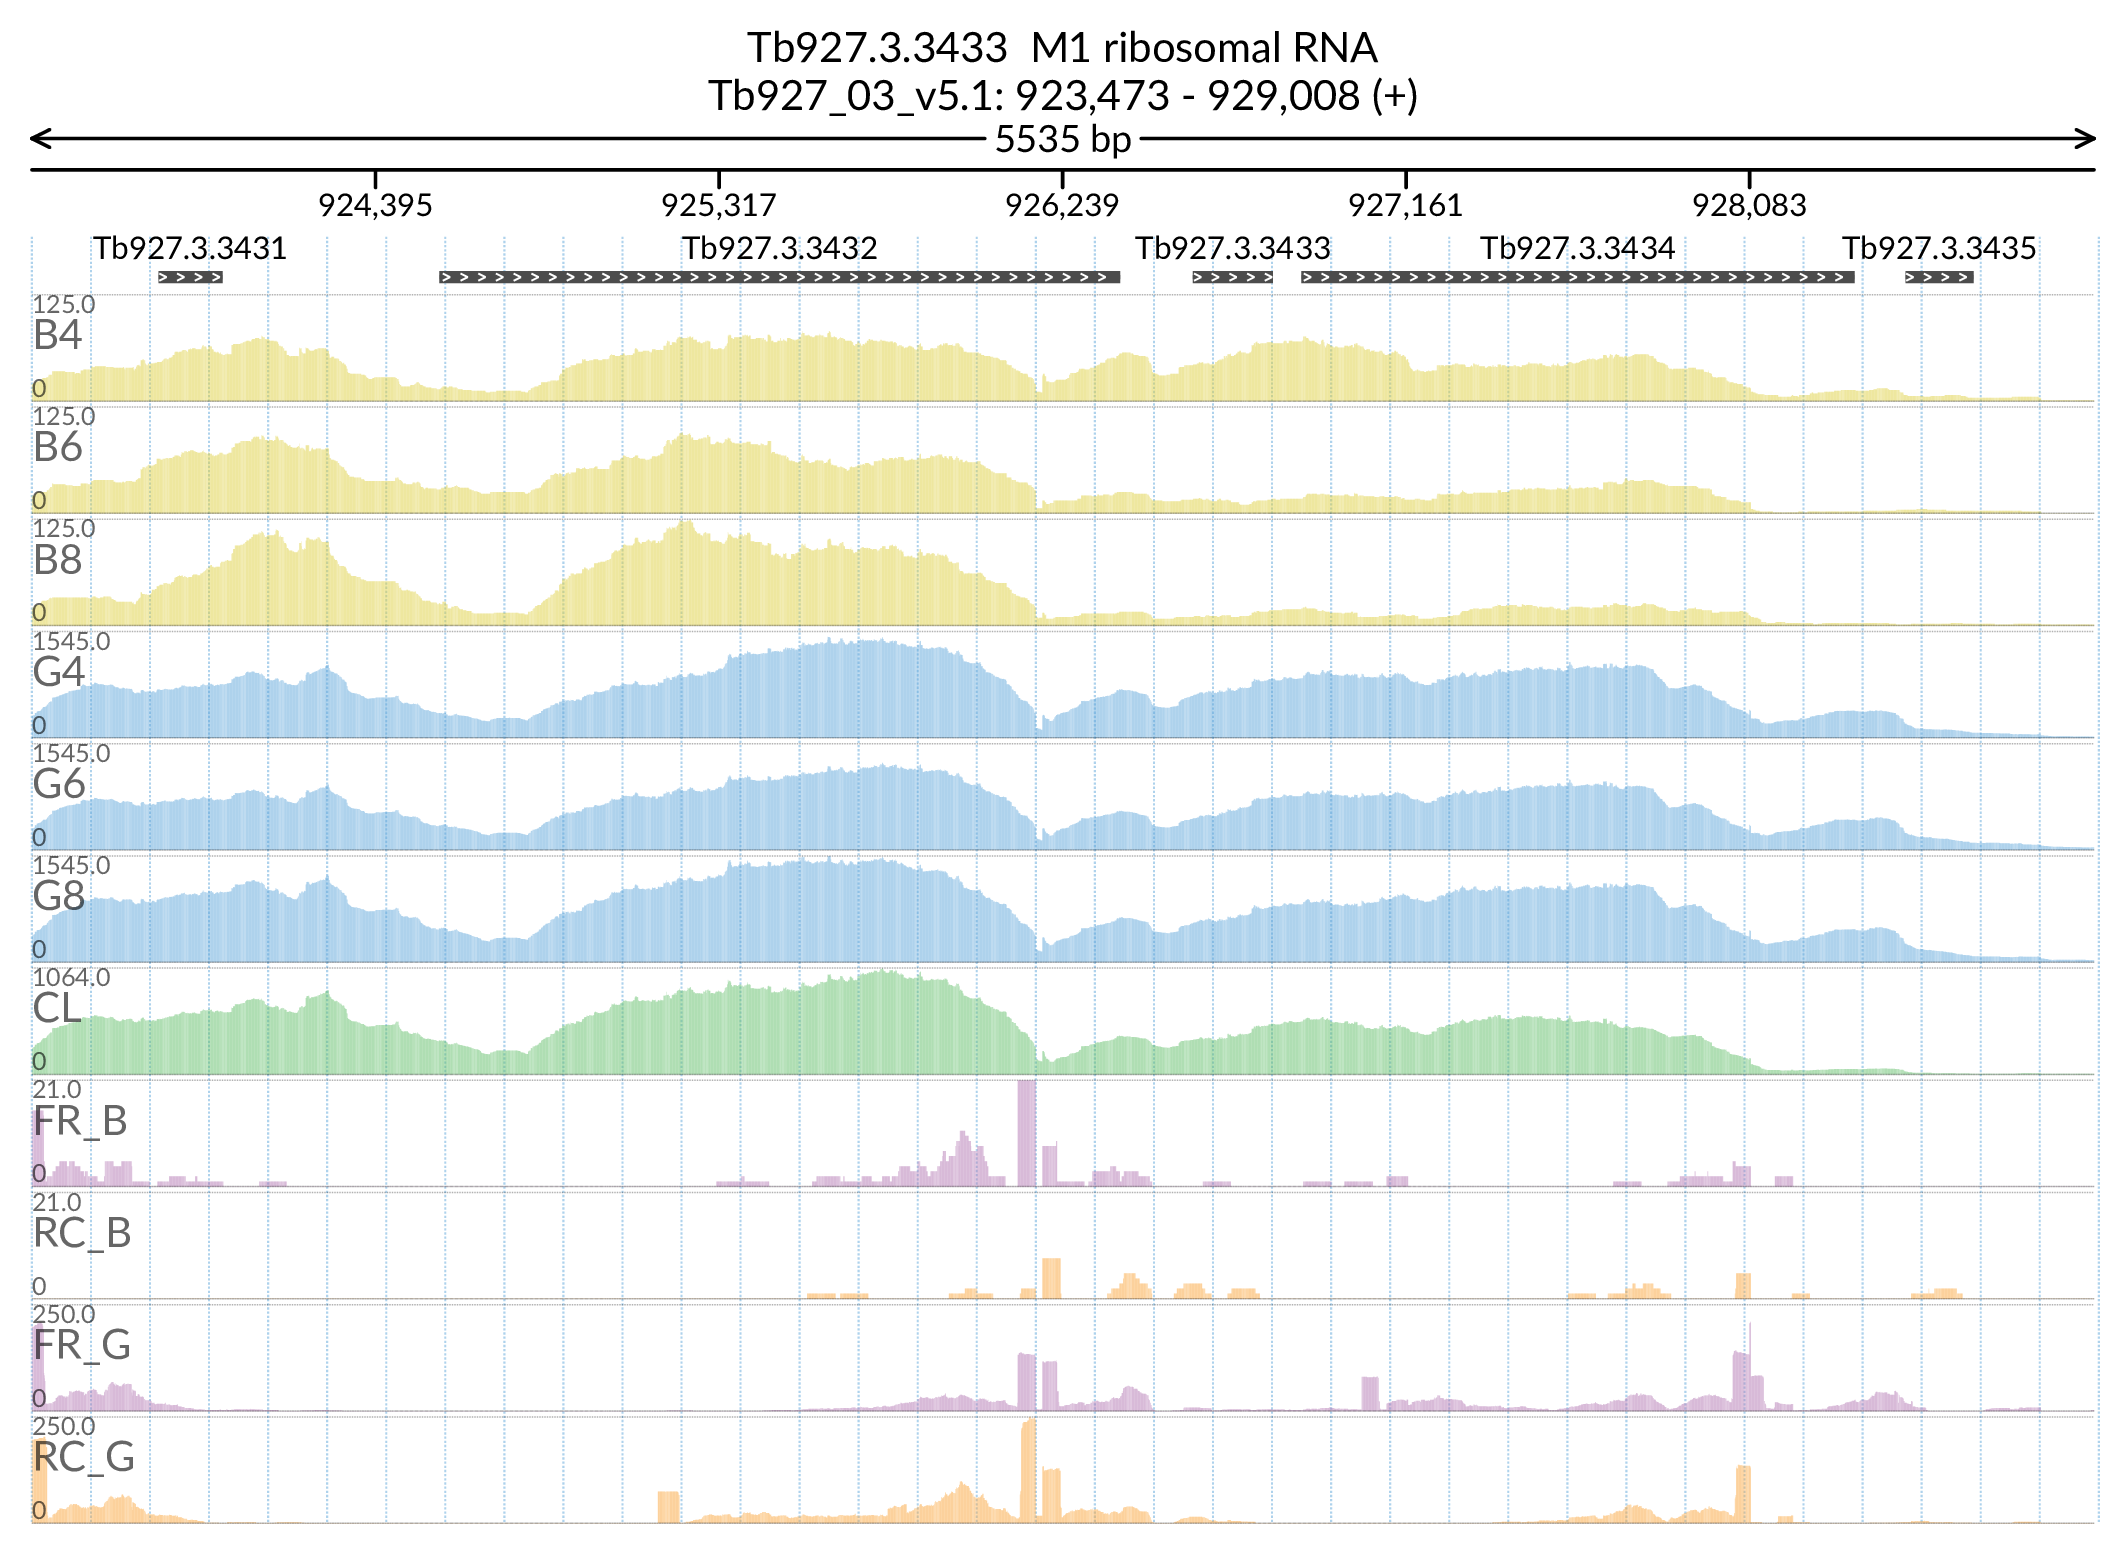 Tb927.3.3433  M1 ribosomal RNA
Tb927_03_v5.1: 923,473 - 929,008 (+)
5535 bp
924,395 925,317 926,239 927,161 928,083
Tb927.3.3431 Tb927.3.3432 Tb927.3.3433 Tb927.3.3434 Tb927.3.3435
125.0
B4
0
125.0
B6
0
125.0
B8
0
1545.0
G4
0
1545.0
G6
0
1545.0
G8
0
1064.0
CL
0
21.0
FR_B
0
21.0
RC_B
0
250.0
FR_G
0
250.0
RC_G
0